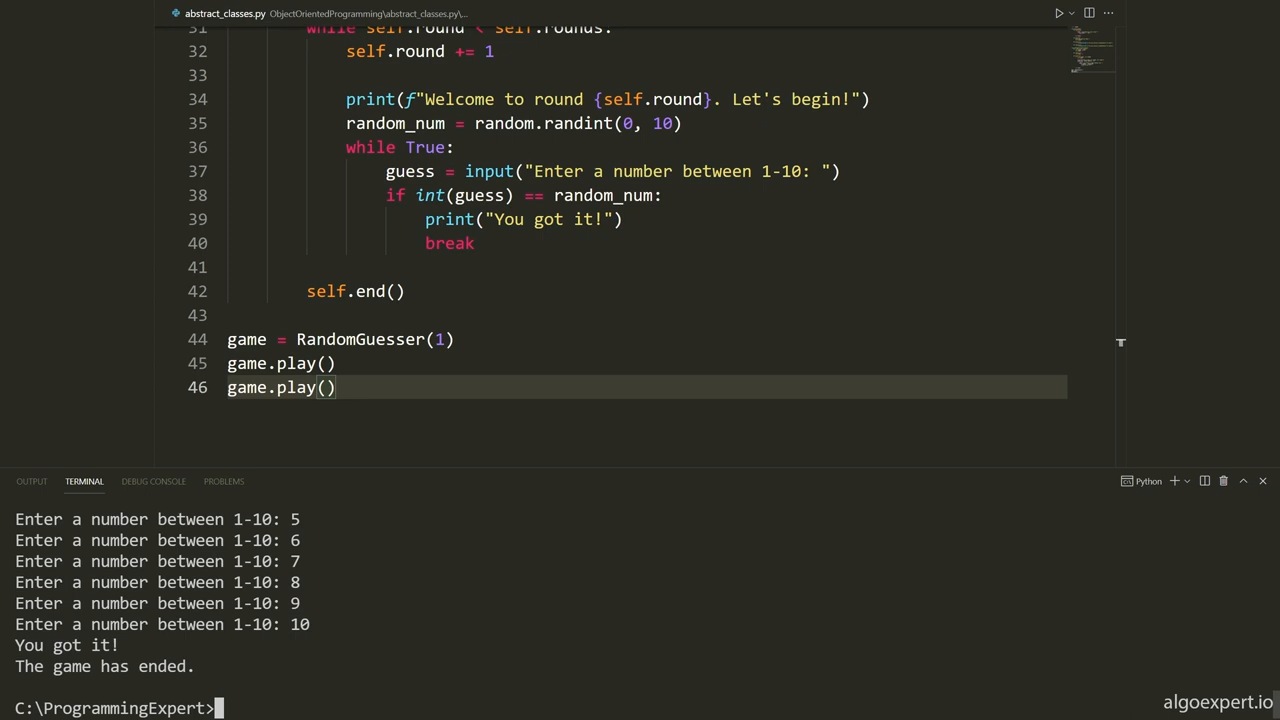 abstract_classes.py ObjectOrientedProgramming\abstract_classes.py\...
31 while self.round < self.rounds:
32 self.round += 1
33
34 print(f"Welcome to round {self.round}. Let's begin!")
35 random_num = random.randint(0, 10)
36 while True:
37 guess = input("Enter a number between 1-10: ")
38 if int(guess) == random_num:
39 print("You got it!")
40 break
41
42 self.end()
43
44 game = RandomGuesser(1)
45 game.play()
46 game.play()
OUTPUT TERMINAL DEBUG CONSOLE PROBLEMS Python
Enter a number between 1-10: 5
Enter a number between 1-10: 6
Enter a number between 1-10: 7
Enter a number between 1-10: 8
Enter a number between 1-10: 9
Enter a number between 1-10: 10
You got it!
The game has ended.
C:\ProgrammingExpert>
algoexpert.io